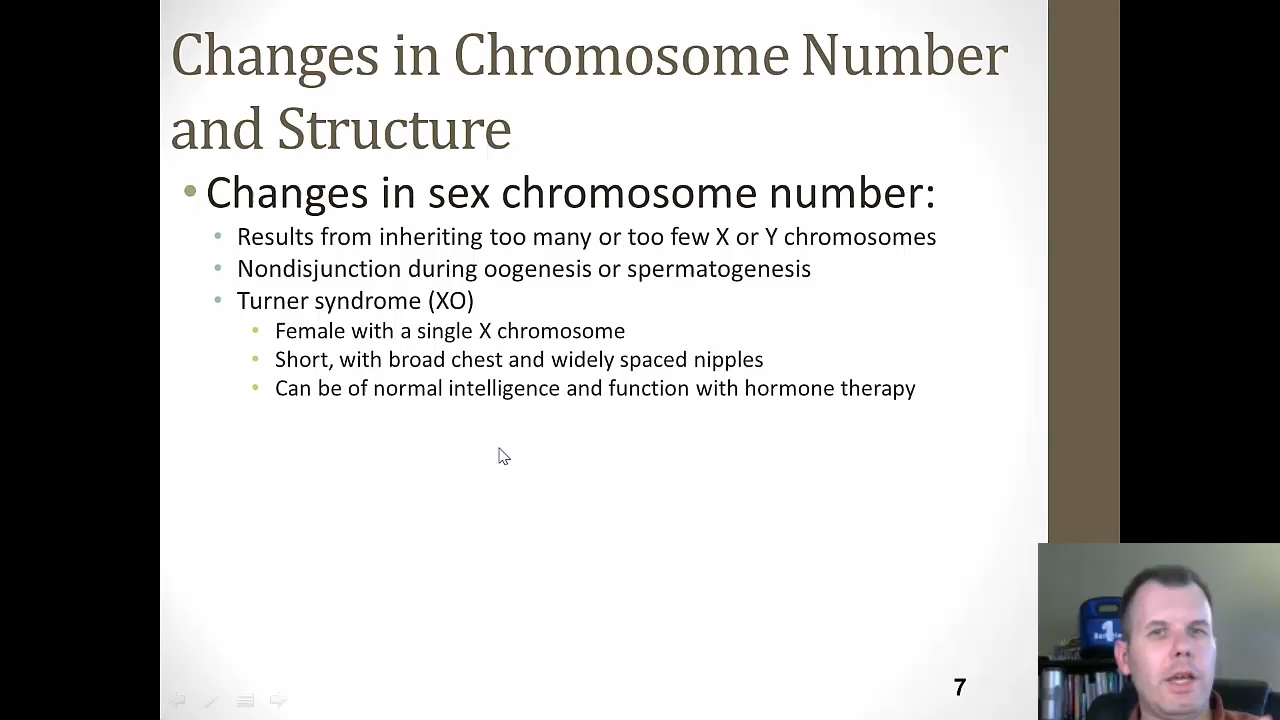 Changes in Chromosome Number
and Structure
• Changes in sex chromosome number:
• Results from inheriting too many or too few X or Y chromosomes
• Nondisjunction during oogenesis or spermatogenesis
• Turner syndrome (XO)
• Female with a single X chromosome
• Short, with broad chest and widely spaced nipples
• Can be of normal intelligence and function with hormone therapy
7
1